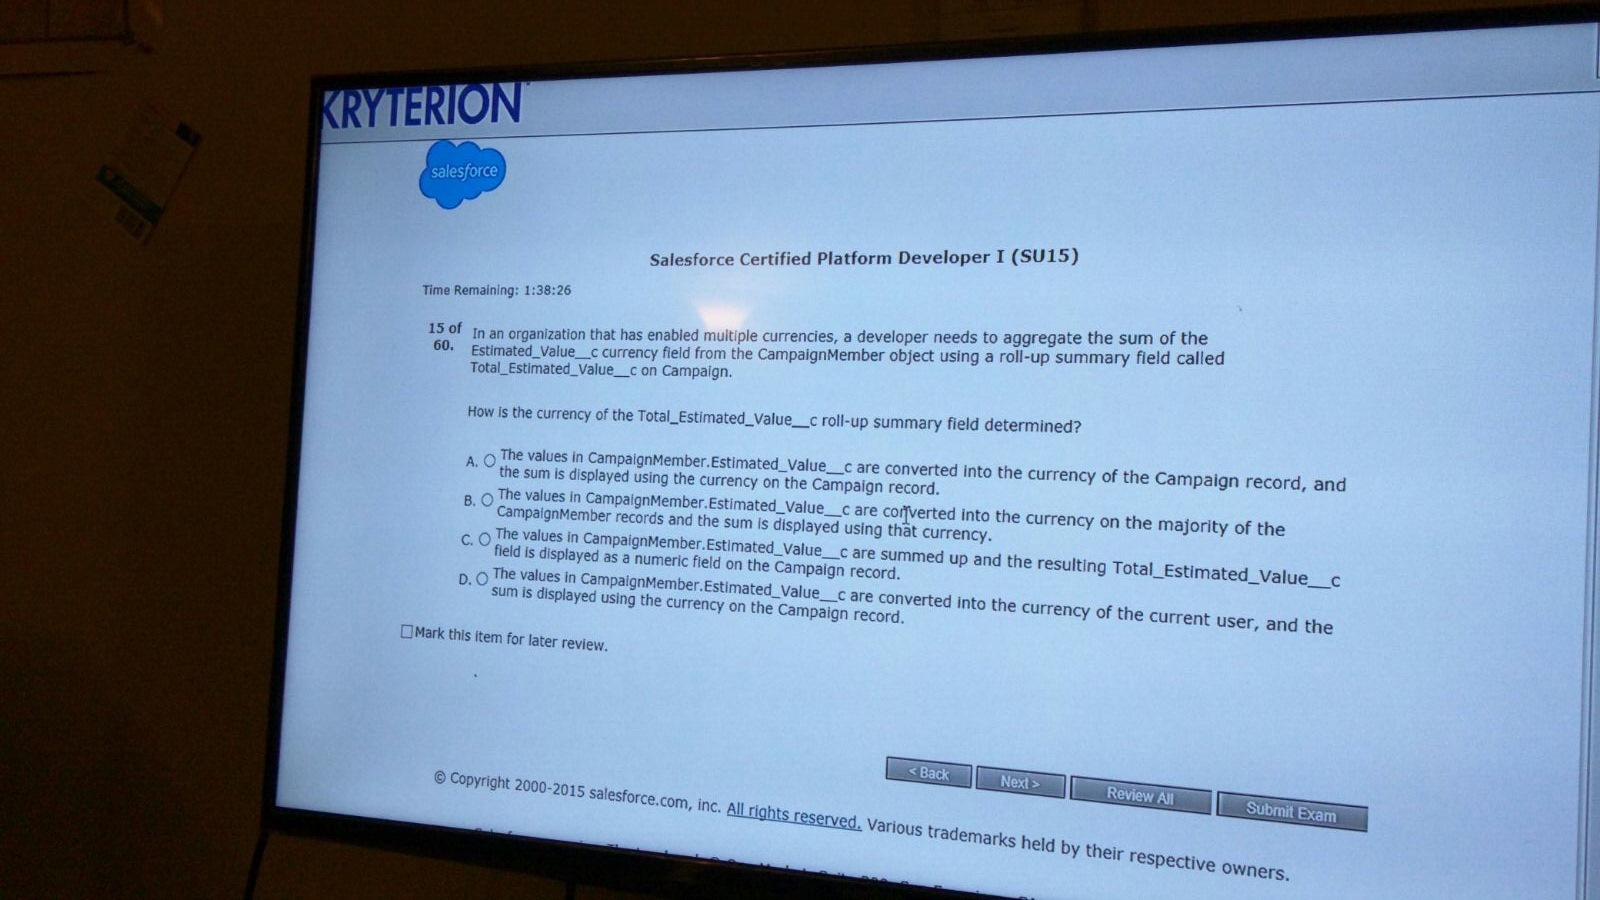 KRYTERION
salesforce
Salesforce Certified Platform Developer I (SU15)
Time Remaining: 1:38:26
15 of 60.
In an organization that has enabled multiple currencies, a developer needs to aggregate the sum of the
Estimated_Value__c currency field from the CampaignMember object using a roll-up summary field called
Total_Estimated_Value__c on Campaign.
How is the currency of the Total_Estimated_Value__c roll-up summary field determined?
A. The values in CampaignMember.Estimated_Value__c are converted into the currency of the Campaign record, and
the sum is displayed using the currency on the Campaign record.
B. The values in CampaignMember.Estimated_Value__c are converted into the currency on the majority of the
CampaignMember records and the sum is displayed using that currency.
C. The values in CampaignMember.Estimated_Value__c are summed up and the resulting Total_Estimated_Value__c
field is displayed as a numeric field on the Campaign record.
D. The values in CampaignMember.Estimated_Value__c are converted into the currency of the current user, and the
sum is displayed using the currency on the Campaign record.
Mark this item for later review.
< Back Next > Review All Submit Exam
© Copyright 2000-2015 salesforce.com, inc. All rights reserved. Various trademarks held by their respective owners.